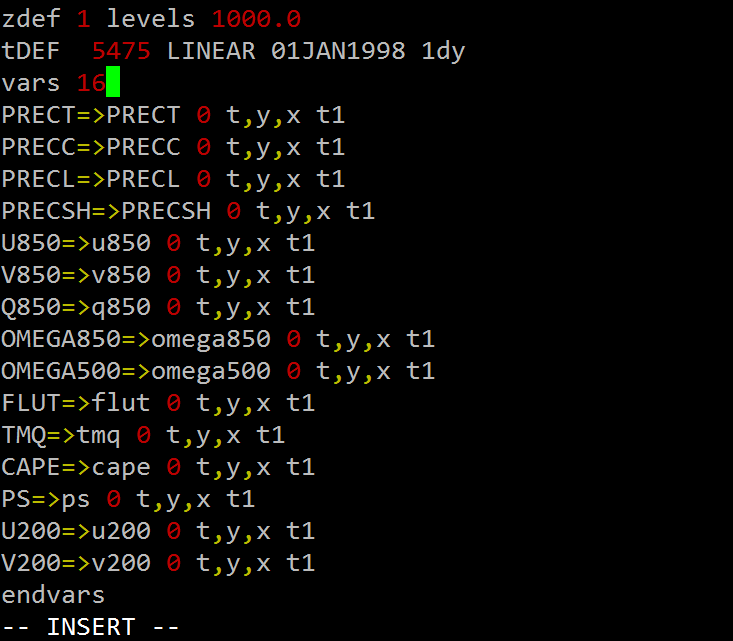 zdef 1 levels 1000.0
tDEF  5475 LINEAR 01JAN1998 1dy
vars 16
PRECT=>PRECT 0 t,y,x t1
PRECC=>PRECC 0 t,y,x t1
PRECL=>PRECL 0 t,y,x t1
PRECSH=>PRECSH 0 t,y,x t1
U850=>u850 0 t,y,x t1
V850=>v850 0 t,y,x t1
Q850=>q850 0 t,y,x t1
OMEGA850=>omega850 0 t,y,x t1
OMEGA500=>omega500 0 t,y,x t1
FLUT=>flut 0 t,y,x t1
TMQ=>tmq 0 t,y,x t1
CAPE=>cape 0 t,y,x t1
PS=>ps 0 t,y,x t1
U200=>u200 0 t,y,x t1
V200=>v200 0 t,y,x t1
endvars
-- INSERT --